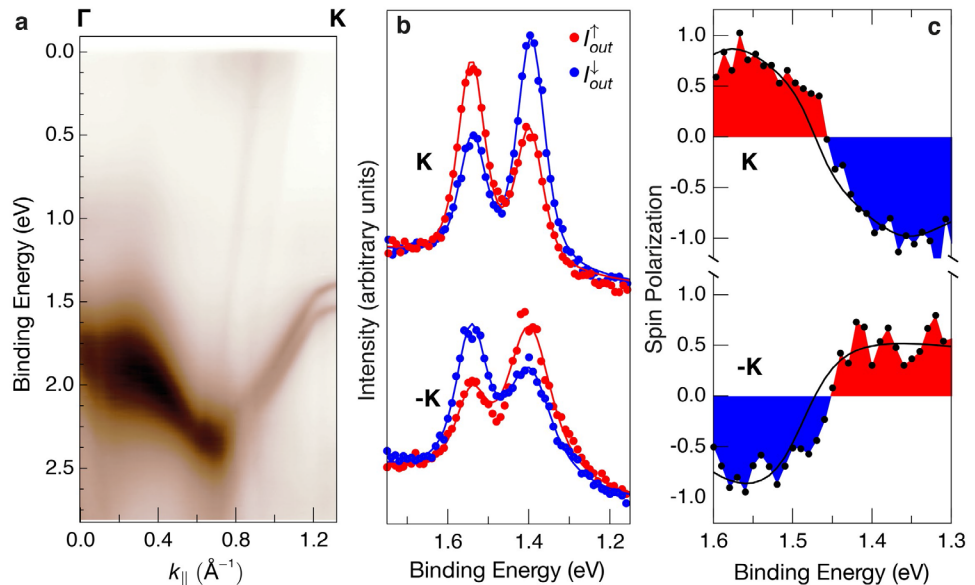 a
Γ
K
0.0
0.5
1.0
1.5
2.0
2.5
Binding Energy (eV)
0.0
0.4
0.8
1.2
k|| (Å⁻¹)
b
I↑out
I↓out
K
-K
Intensity (arbitrary units)
1.6
1.4
1.2
Binding Energy (eV)
c
1.0
0.5
0.0
-0.5
-1.0
K
0.5
0.0
-0.5
-1.0
-K
Spin Polarization
1.6
1.5
1.4
1.3
Binding Energy (eV)